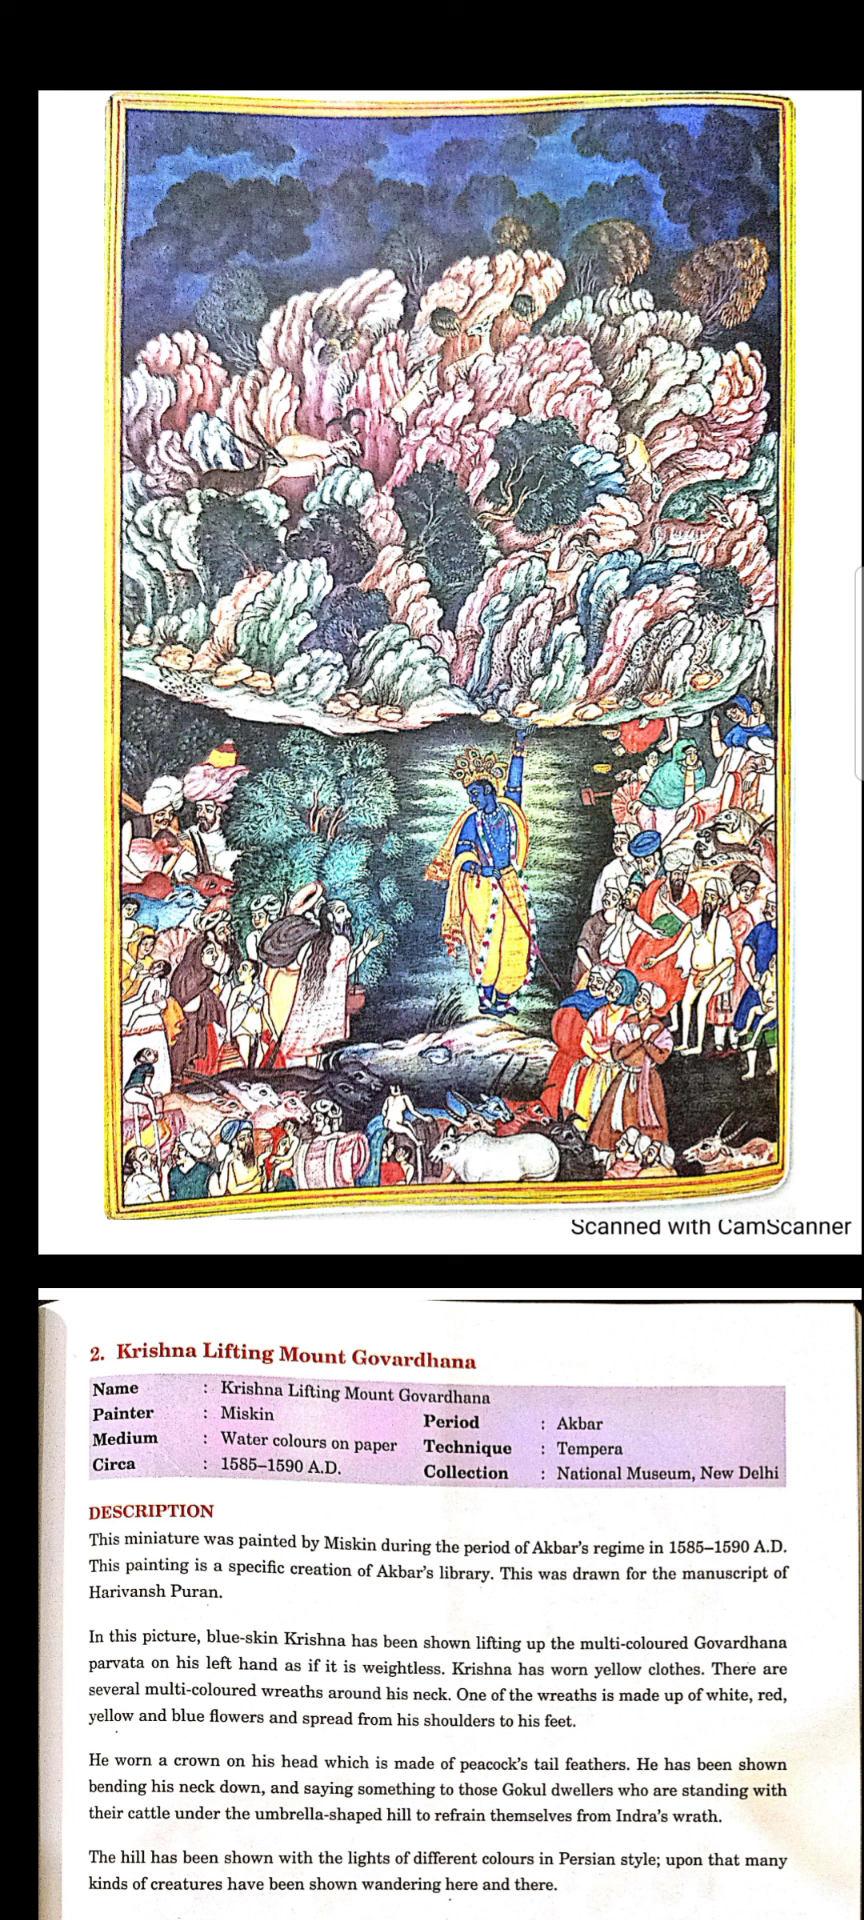 Scanned with CamScanner
2. Krishna Lifting Mount Govardhana
Name : Krishna Lifting Mount Govardhana
Painter : Miskin Period : Akbar
Medium : Water colours on paper Technique : Tempera
Circa : 1585–1590 A.D. Collection : National Museum, New Delhi
DESCRIPTION
This miniature was painted by Miskin during the period of Akbar's regime in 1585–1590 A.D.
This painting is a specific creation of Akbar's library. This was drawn for the manuscript of
Harivansh Puran.
In this picture, blue-skin Krishna has been shown lifting up the multi-coloured Govardhana
parvata on his left hand as if it is weightless. Krishna has worn yellow clothes. There are
several multi-coloured wreaths around his neck. One of the wreaths is made up of white, red,
yellow and blue flowers and spread from his shoulders to his feet.
He worn a crown on his head which is made of peacock's tail feathers. He has been shown
bending his neck down, and saying something to those Gokul dwellers who are standing with
their cattle under the umbrella-shaped hill to refrain themselves from Indra's wrath.
The hill has been shown with the lights of different colours in Persian style; upon that many
kinds of creatures have been shown wandering here and there.